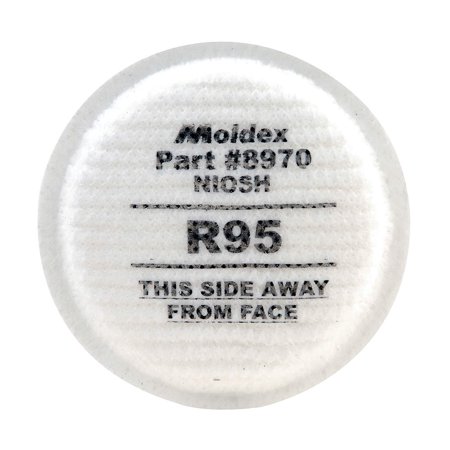 Moldex
Part #8970
NIOSH
R95
THIS SIDE AWAY
FROM FACE